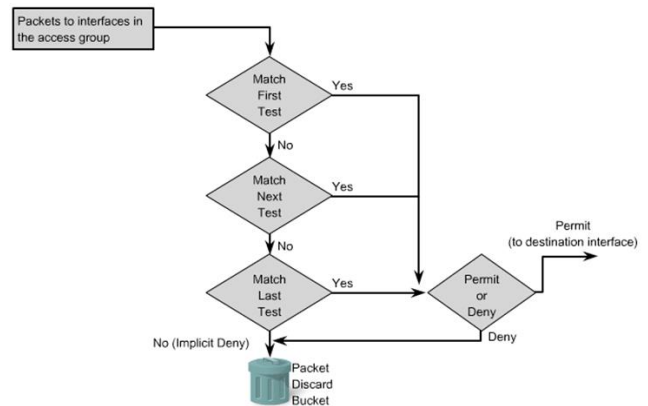 Packets to interfaces in
the access group
Match
First
Test
Yes
No
Match
Next
Test
Yes
No
Match
Last
Test
Yes
Permit
or
Deny
Permit
(to destination interface)
Deny
No (Implicit Deny)
Packet
Discard
Bucket